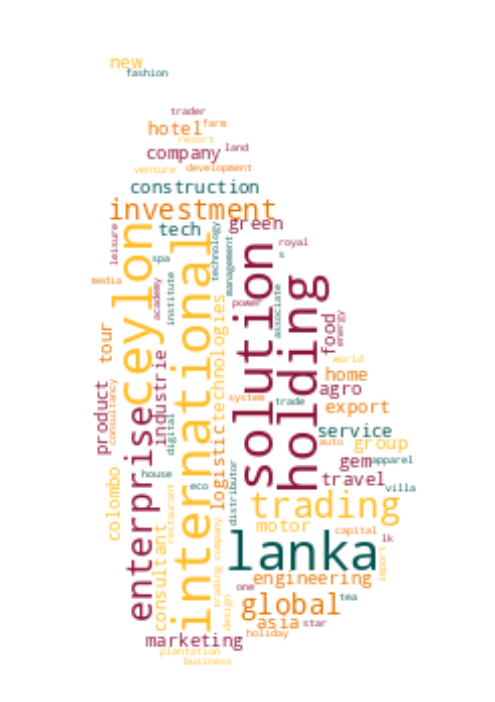 new
fashion
trader
hotel
farm
resort
company
land
venture
development
construction
investment
leisure
tech
green
technology
royal
ceylon
international
solution
management
s
spa
media
academy
institute
holding
associate
power
technologies
food
energy
tour
industrie
world
home
product
consultancy
agro
system
trade
export
enterprise
digital
service
auto
group
logistic
house
gem
apparel
colombo
restaurant
eco
distributor
travel
villa
trading
motor
consultant
trading company
capital
lanka
lk
import
engineering
one
design
global
tea
asia
star
marketing
holiday
plantation
business